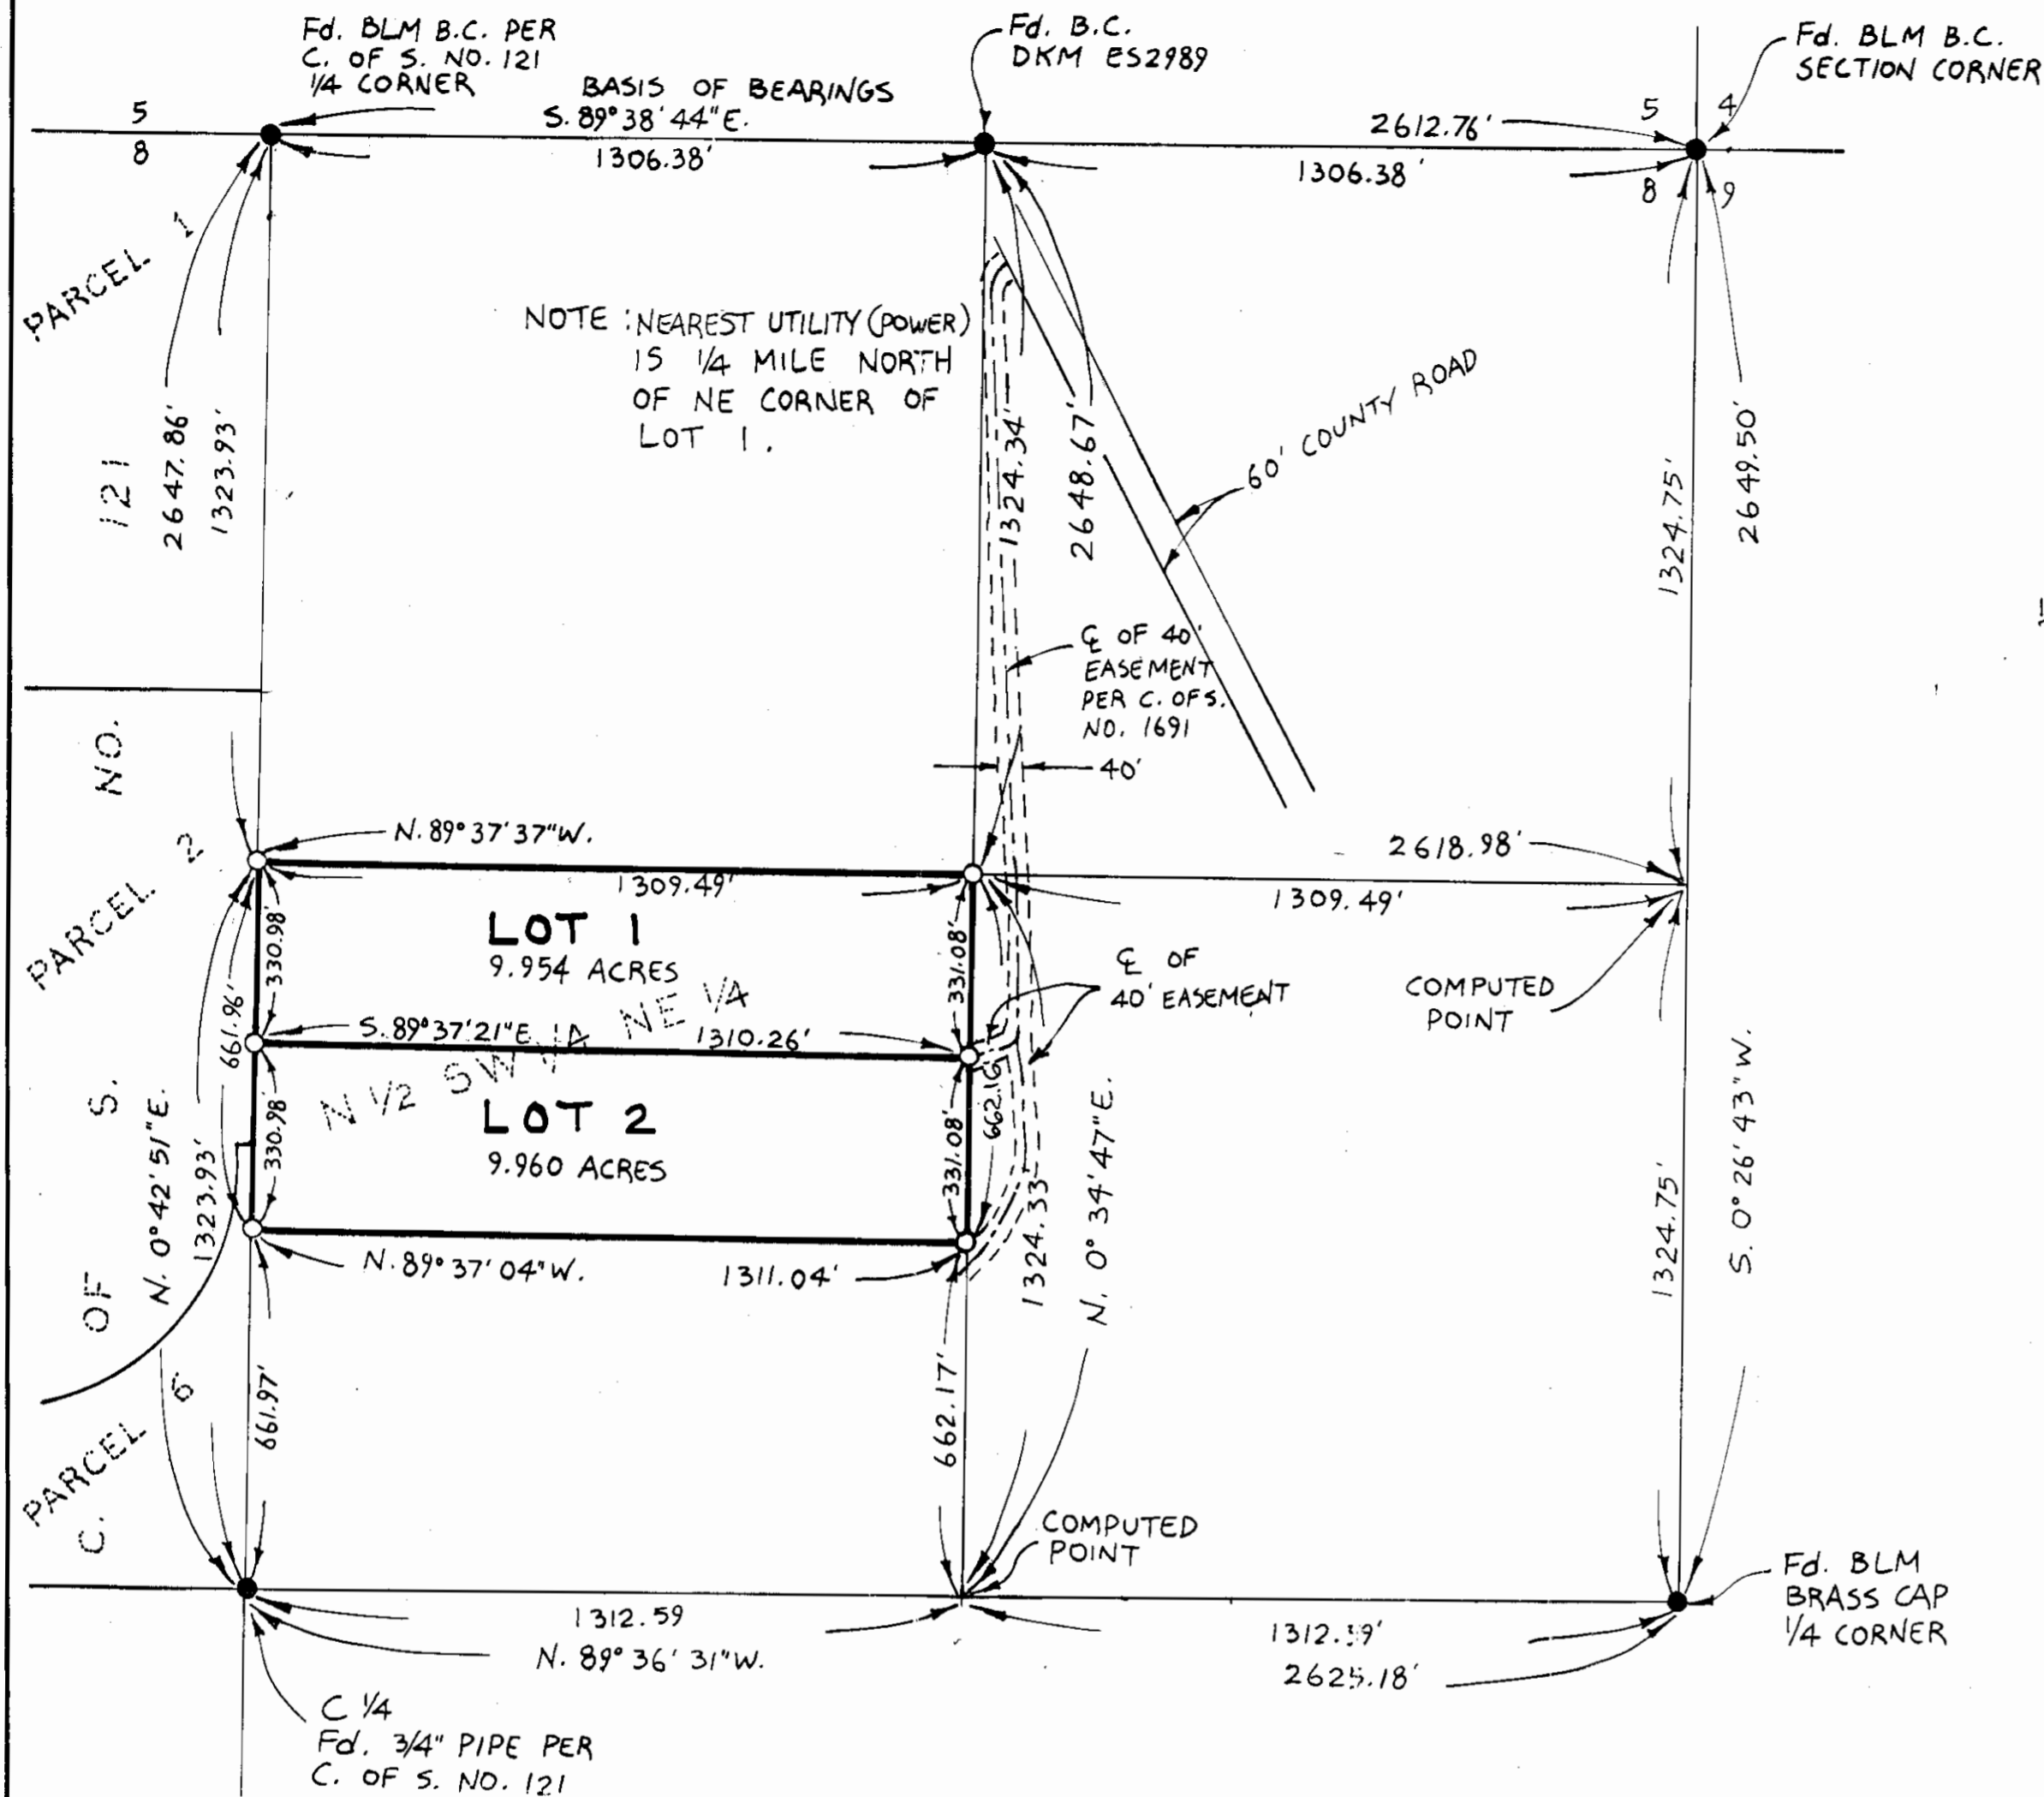 Fd. BLM B.C. PER
C. OF S. NO. 121
1/4 CORNER
Fd. B.C.
DKM ES2989
Fd. BLM B.C.
SECTION CORNER
BASIS OF BEARINGS
S. 89° 38' 44" E.
5
8
1306.38'
2612.76'
1306.38'
5
4
8
9
PARCEL 1
2647.86'
1323.93'
NOTE : NEAREST UTILITY (POWER)
IS 1/4 MILE NORTH
OF NE CORNER OF
LOT 1.
1324.34'
2648.67'
60' COUNTY ROAD
1324.75'
2649.50'
℄ OF 40'
EASEMENT
PER C. OF S.
NO. 1691
40'
C. OF S. NO. 121
PARCEL 2
N. 89° 37' 37" W.
1309.49'
2618.98'
1309.49'
LOT 1
9.954 ACRES
330.98'
331.08'
661.96'
℄ OF
40' EASEMENT
COMPUTED
POINT
S. 89° 37' 21" E.
1310.26'
N 1/2 SW 1/4 NE 1/4
LOT 2
9.960 ACRES
330.98'
331.08'
662.16'
N. 0° 42' 51" E.
1323.93'
1324.33'
N. 0° 34' 47" E.
1324.75'
S. 0° 26' 43" W.
N. 89° 37' 04" W.
1311.04'
PARCEL 6
661.97'
662.17'
COMPUTED
POINT
1312.59
N. 89° 36' 31" W.
2625.18'
Fd. BLM
BRASS CAP
1/4 CORNER
C 1/4
Fd. 3/4" PIPE PER
C. OF S. NO. 121